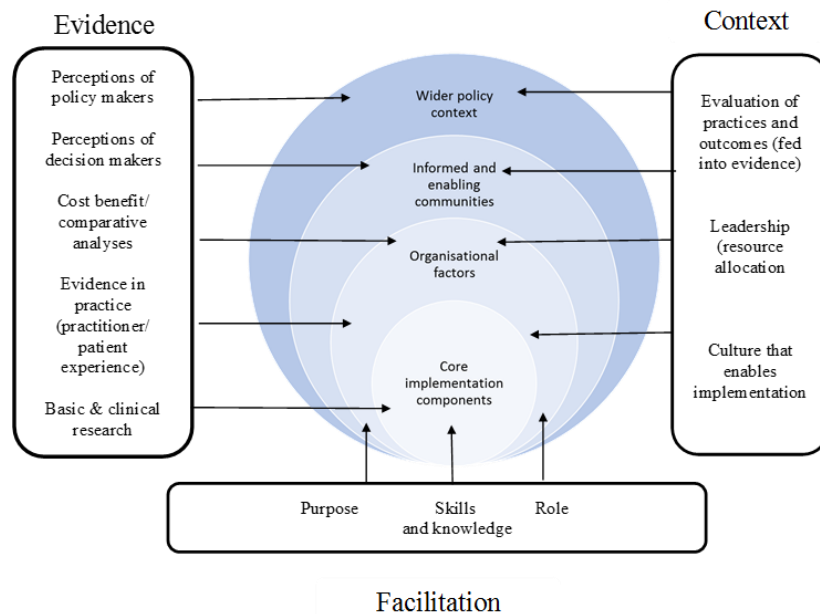 Evidence
Perceptions of
policy makers
Perceptions of
decision makers
Cost benefit/
comparative
analyses
Evidence in
practice
(practitioner/
patient
experience)
Basic & clinical
research
Wider policy
context
Informed and
enabling
communities
Organisational
factors
Core
implementation
components
Context
Evaluation of
practices and
outcomes (fed
into evidence)
Leadership
(resource
allocation
Culture that
enables
implementation
Purpose
Skills
and knowledge
Role
Facilitation